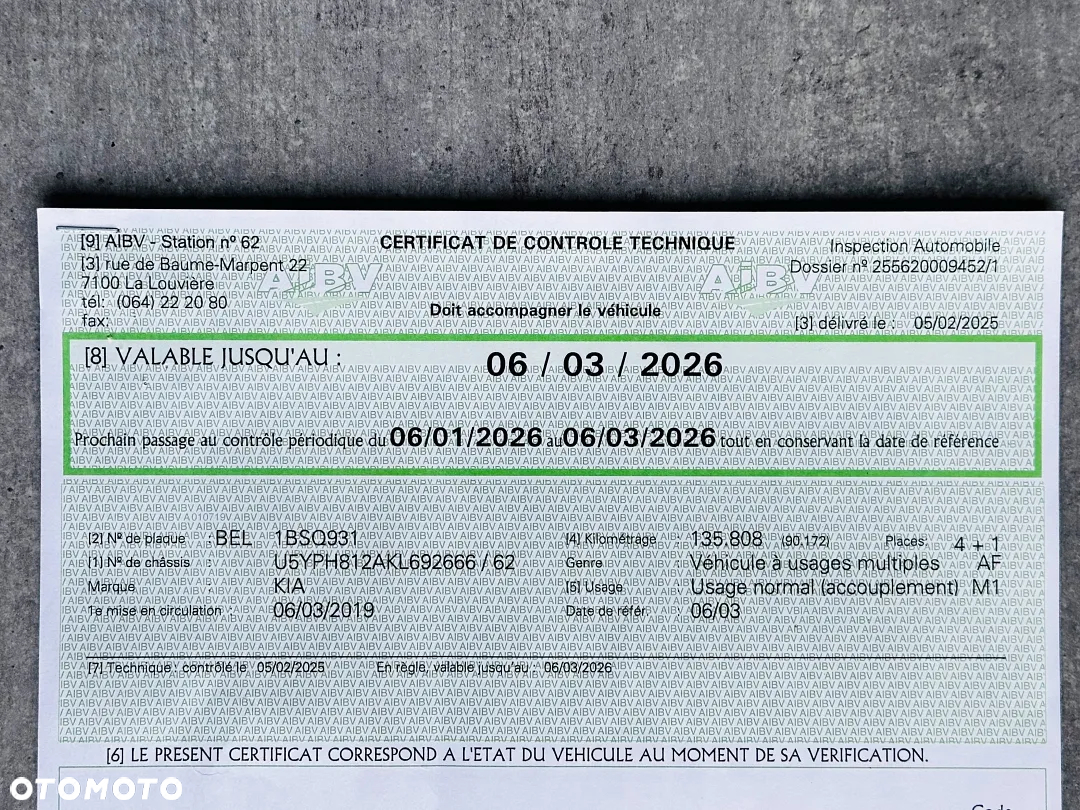 [9] AIBV - Station nº 62
CERTIFICAT DE CONTROLE TECHNIQUE
Inspection Automobile
[3] rue de Baume-Marpent 22
AIBV
AIBV
Dossier nº 255620009452/1
7100 La Louvière
tél: (064) 22 20 80
Doit accompagner le véhicule
fax:
[3] délivré le : 05/02/2025
[8] VALABLE JUSQU'AU : 06 / 03 / 2026
Prochain passage au contrôle périodique du 06/01/2026 au 06/03/2026 tout en conservant la date de référence
[2] Nº de plaque : BEL 1BSQ931
[4] Kilométrage : 135.808 (90,172) Places: 4 + 1
[1] Nº de châssis : U5YPH812AKL692666 / 62
Genre : Véhicule à usages multiples AF
Marque : KIA
[5] Usage : Usage normal (accouplement) M1
1e mise en circulation : 06/03/2019
Date de référ. : 06/03
[7] Technique : contrôlé le 05/02/2025 En règle, valable jusqu'au : 06/03/2026
[6] LE PRESENT CERTIFICAT CORRESPOND A L'ETAT DU VEHICULE AU MOMENT DE SA VERIFICATION.
OTOMOTO